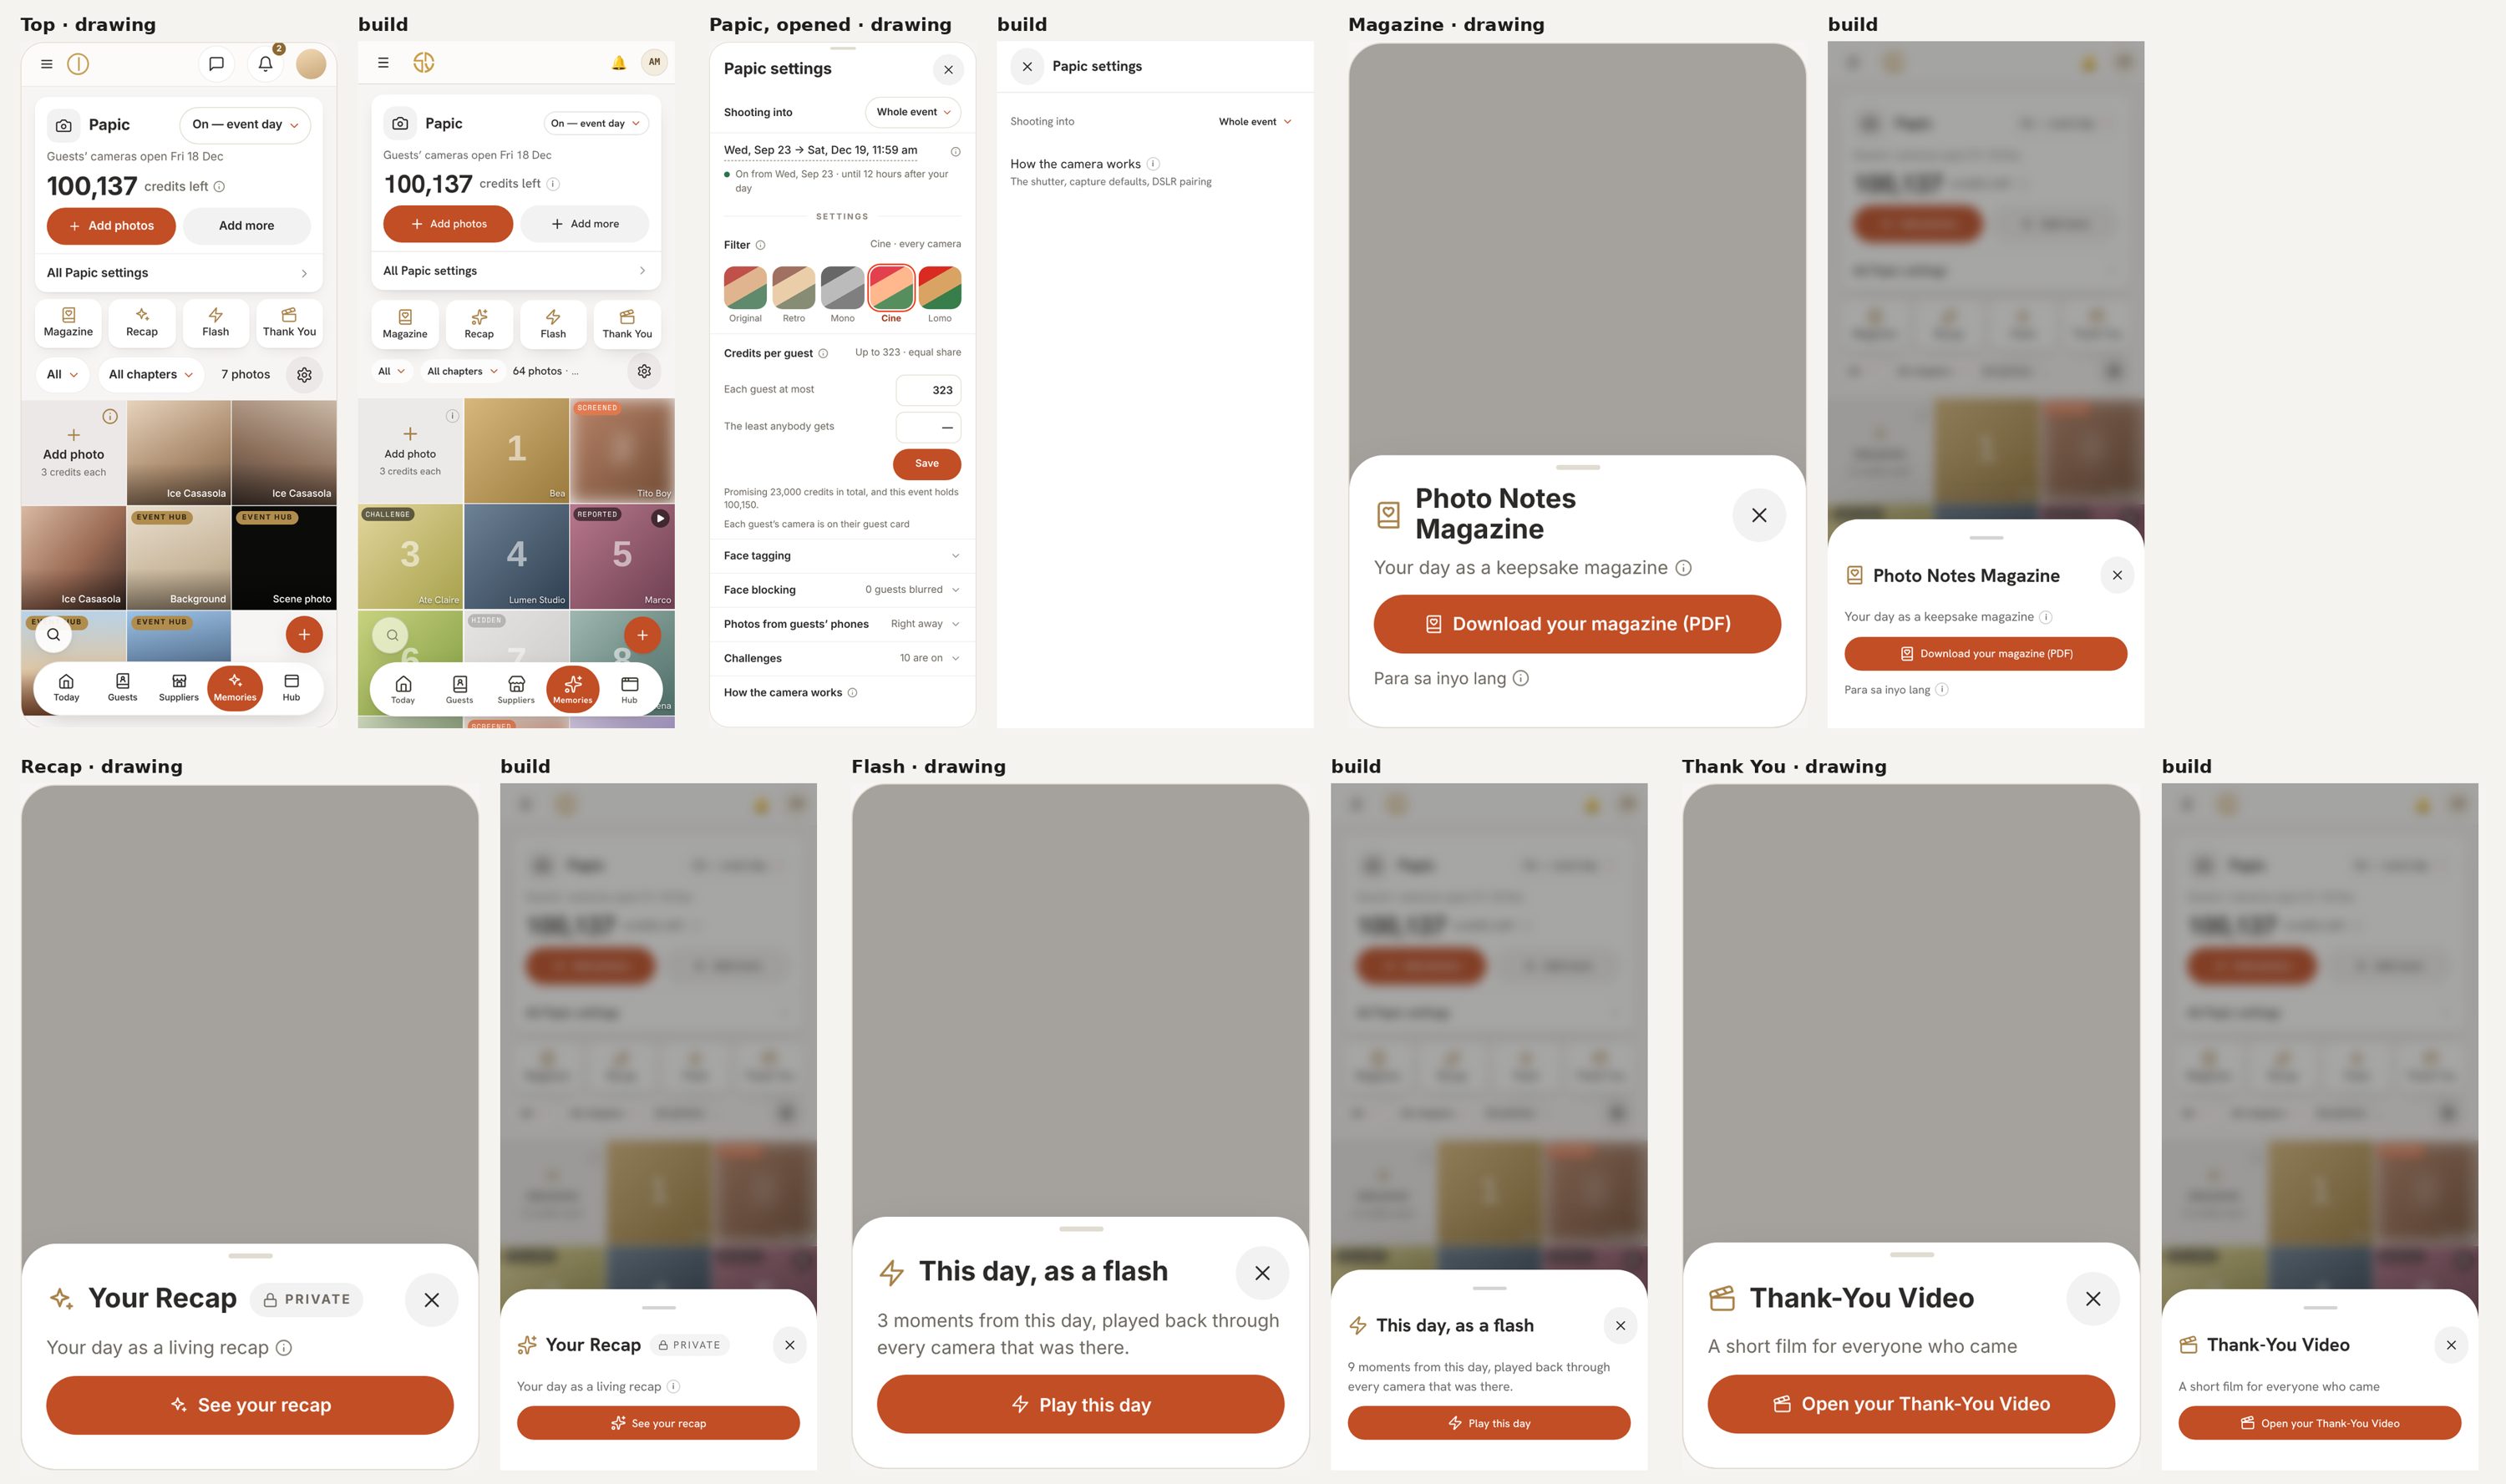 Top · drawing
2
Papic
On — event day
Guests' cameras open Fri 18 Dec
100,137 credits left
+ Add photos
Add more
All Papic settings
Magazine
Recap
Flash
Thank You
All
All chapters
7 photos
Add photo
3 credits each
Ice Casasola
Ice Casasola
Ice Casasola
EVENT HUB
Background
EVENT HUB
Scene photo
EVENT HUB
Today
Guests
Suppliers
Memories
Hub
build
AM
Papic
On — event day
Guests' cameras open Fri 18 Dec
100,137 credits left
+ Add photos
+ Add more
All Papic settings
Magazine
Recap
Flash
Thank You
All
All chapters
64 photos · ...
Add photo
3 credits each
1
Bea
SCREENED
Tito Boy
CHALLENGE
3
Ate Claire
4
Lumen Studio
REPORTED
5
Marco
6
HIDDEN
7
8
Today
Guests
Suppliers
Memories
Hub
SCREENED
Papic, opened · drawing
Papic settings
Shooting into
Whole event
Wed, Sep 23 → Sat, Dec 19, 11:59 am
On from Wed, Sep 23 · until 12 hours after your
day
SETTINGS
Filter
Cine · every camera
Original
Retro
Mono
Cine
Lomo
Credits per guest
Up to 323 · equal share
Each guest at most
323
The least anybody gets
—
Save
Promising 23,000 credits in total, and this event holds
100,150.
Each guest's camera is on their guest card
Face tagging
Face blocking
0 guests blurred
Photos from guests' phones
Right away
Challenges
10 are on
How the camera works
build
Papic settings
Shooting into
Whole event
How the camera works
The shutter, capture defaults, DSLR pairing
Magazine · drawing
Photo Notes
Magazine
Your day as a keepsake magazine
Download your magazine (PDF)
Para sa inyo lang
build
Photo Notes Magazine
Your day as a keepsake magazine
Download your magazine (PDF)
Para sa inyo lang
Recap · drawing
Your Recap
PRIVATE
Your day as a living recap
See your recap
build
Your Recap
PRIVATE
Your day as a living recap
See your recap
Flash · drawing
This day, as a flash
3 moments from this day, played back through
every camera that was there.
Play this day
build
This day, as a flash
9 moments from this day, played back through
every camera that was there.
Play this day
Thank You · drawing
Thank-You Video
A short film for everyone who came
Open your Thank-You Video
build
Thank-You Video
A short film for everyone who came
Open your Thank-You Video